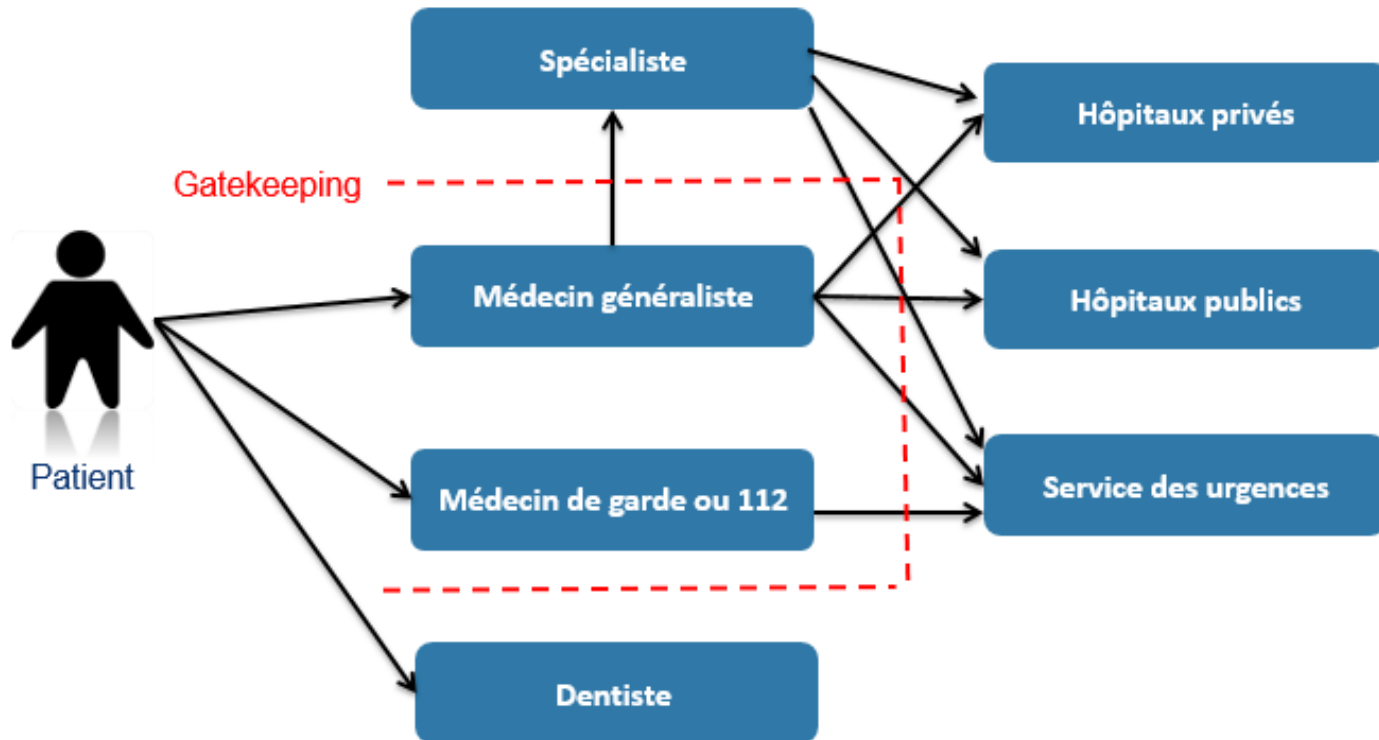 Spécialiste
Hôpitaux privés
Gatekeeping
Médecin généraliste
Hôpitaux publics
Patient
Médecin de garde ou 112
Service des urgences
Dentiste